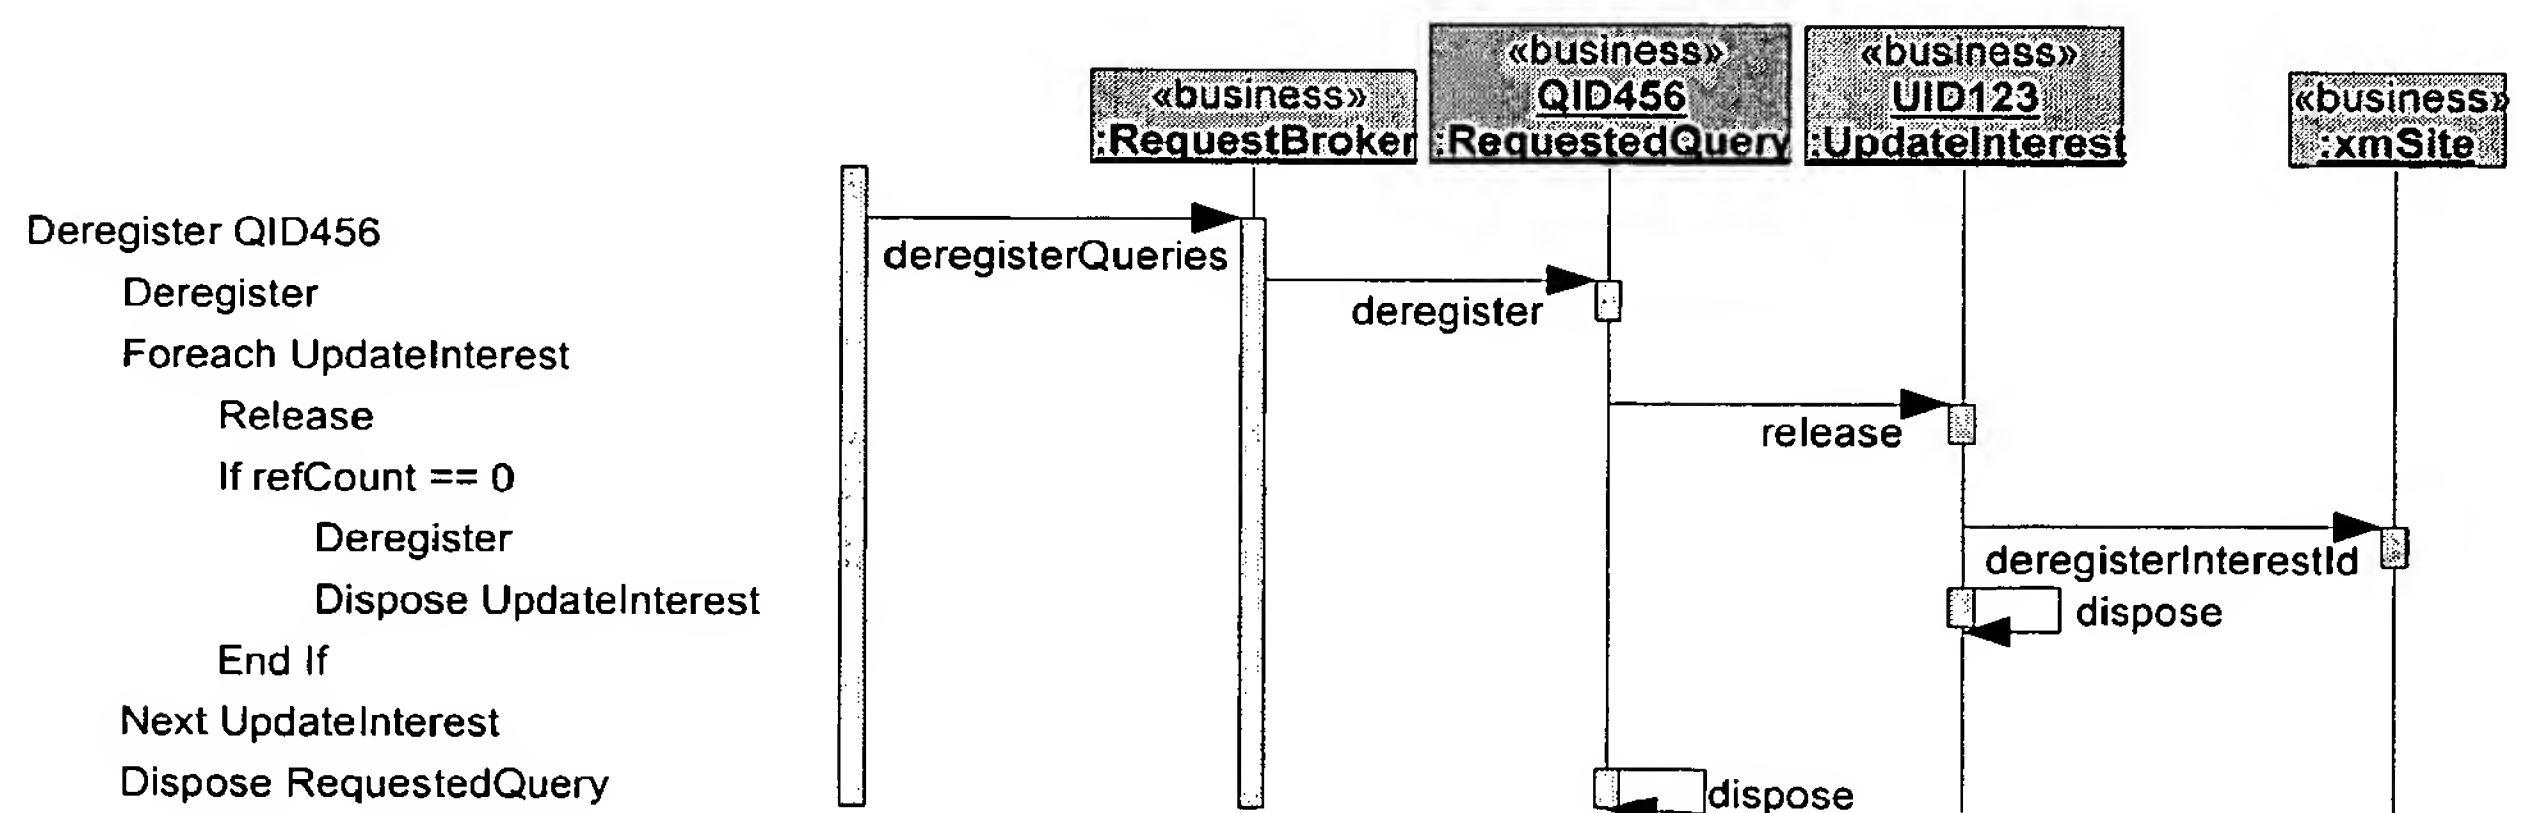 «business»
:RequestBroker
«business»
QID456
:RequestedQuery
«business»
UID123
:UpdateInterest
«business»
:xmSite
Deregister QID456
Deregister
Foreach UpdateInterest
Release
If refCount == 0
Deregister
Dispose UpdateInterest
End If
Next UpdateInterest
Dispose RequestedQuery
deregisterQueries
deregister
release
deregisterInterestId
dispose
dispose